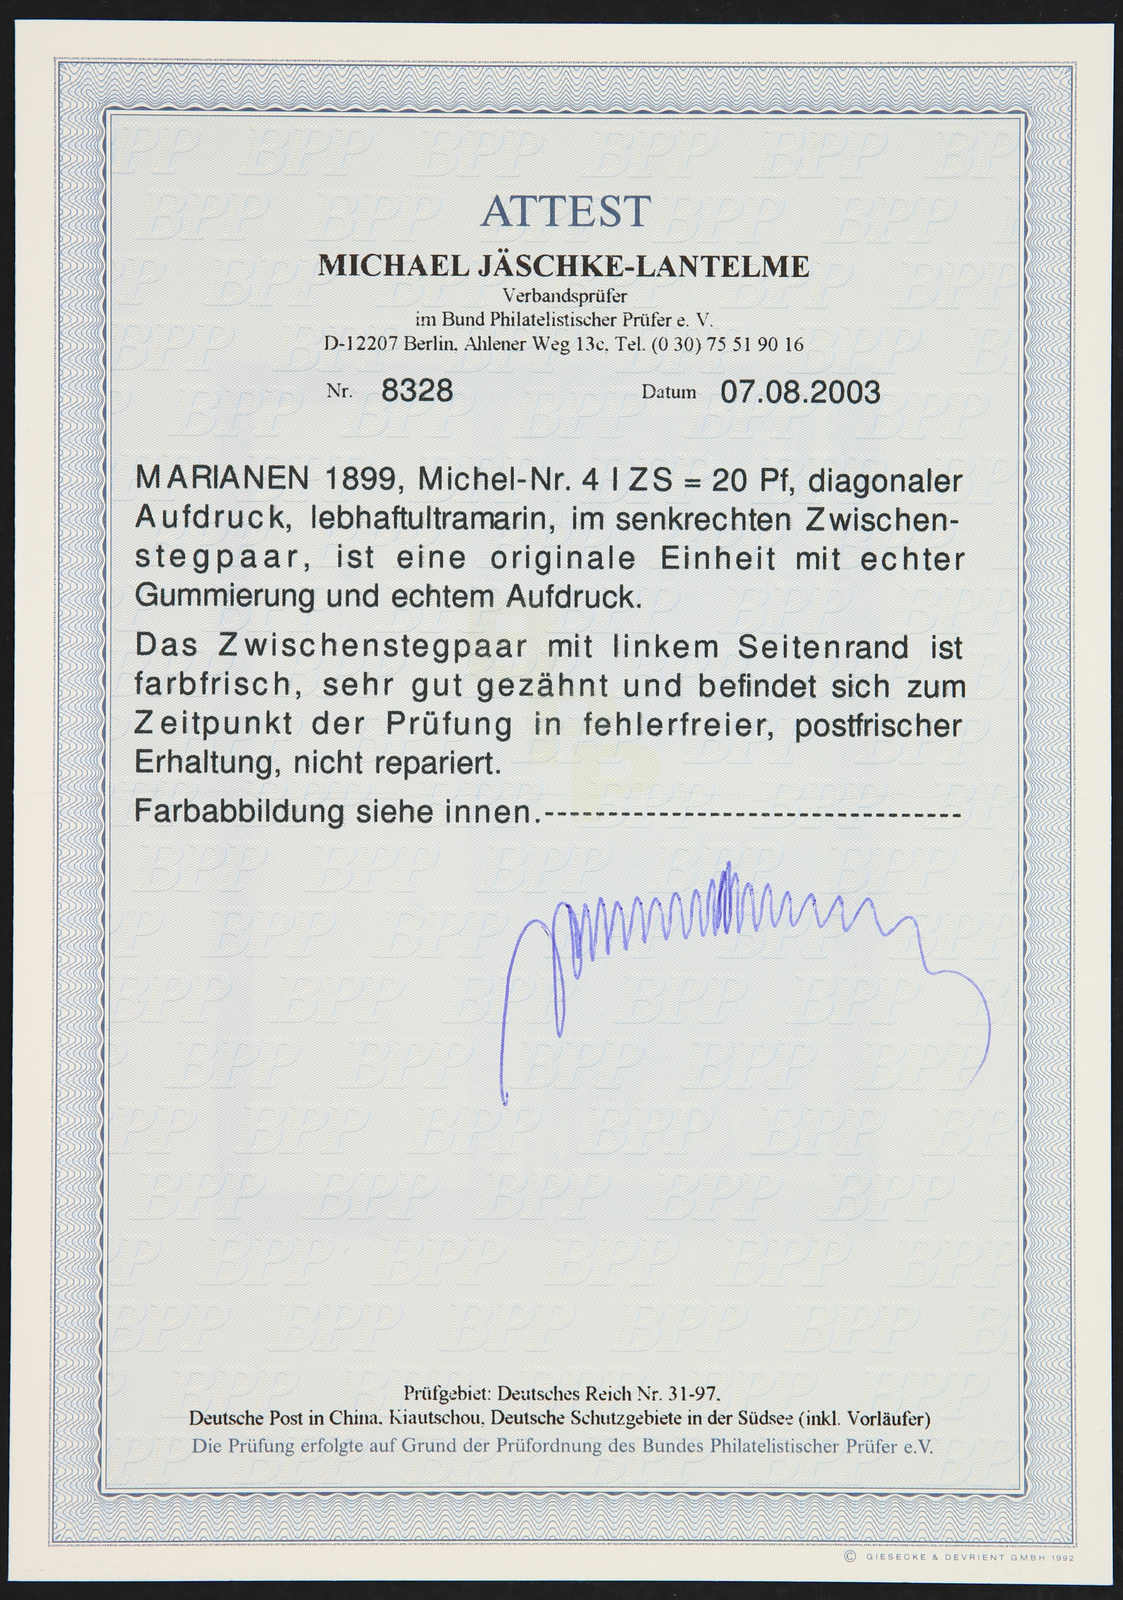 ATTEST
MICHAEL JÄSCHKE-LANTELME
Verbandsprüfer
im Bund Philatelistischer Prüfer e. V.
D-12207 Berlin, Ahlener Weg 13c, Tel. (0 30) 75 51 90 16
Nr. 8328 Datum 07.08.2003
MARIANEN 1899, Michel-Nr. 4 I ZS = 20 Pf, diagonaler
Aufdruck, lebhaftultramarin, im senkrechten Zwischen-
stegpaar, ist eine originale Einheit mit echter
Gummierung und echtem Aufdruck.
Das Zwischenstegpaar mit linkem Seitenrand ist
farbfrisch, sehr gut gezähnt und befindet sich zum
Zeitpunkt der Prüfung in fehlerfreier, postfrischer
Erhaltung, nicht repariert.
Farbabbildung siehe innen.---------------------------------
Prüfgebiet: Deutsches Reich Nr. 31-97.
Deutsche Post in China, Kiautschou, Deutsche Schutzgebiete in der Südsee (inkl. Vorläufer)
Die Prüfung erfolgte auf Grund der Prüfordnung des Bundes Philatelistischer Prüfer e.V.
© GIESECKE & DEVRIENT GMBH 1992